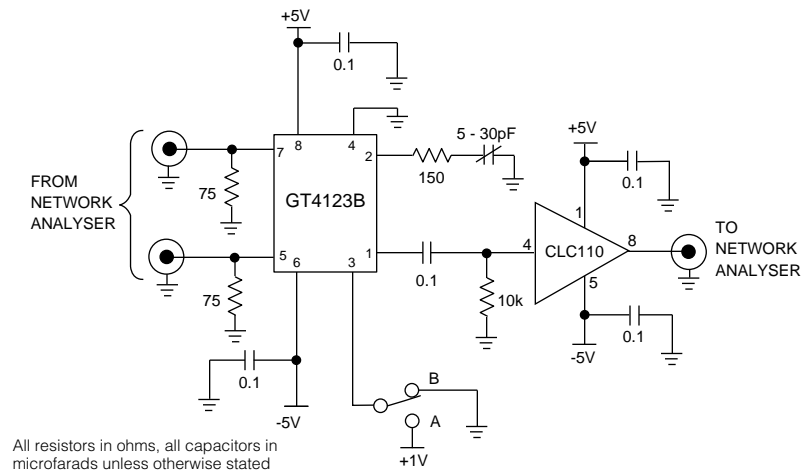 +5V
0.1
8
4
7
2
5 - 30pF
150
75
GT4123B
FROM
NETWORK
ANALYSER
+5V
0.1
1
4
CLC110
8
TO
NETWORK
ANALYSER
5
6
3
1
0.1
10k
5
0.1
-5V
75
0.1
-5V
B
A
+1V
All resistors in ohms, all capacitors in
microfarads unless otherwise stated